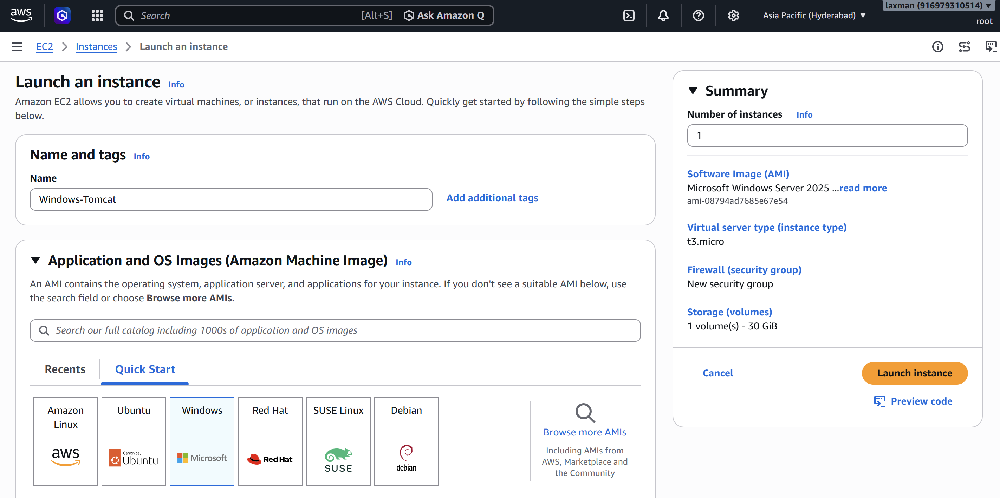 aws
Search
[Alt+S]
Ask Amazon Q
Asia Pacific (Hyderabad)
laxman (916979310514)
root
EC2
Instances
Launch an instance
Launch an instance
Info
Amazon EC2 allows you to create virtual machines, or instances, that run on the AWS Cloud. Quickly get started by following the simple steps
below.
Name and tags
Info
Name
Windows-Tomcat
Add additional tags
Application and OS Images (Amazon Machine Image)
Info
An AMI contains the operating system, application server, and applications for your instance. If you don't see a suitable AMI below, use
the search field or choose Browse more AMIs.
Search our full catalog including 1000s of application and OS images
Recents
Quick Start
Amazon
Linux
aws
Ubuntu
Canonical
Ubuntu
Windows
Microsoft
Red Hat
Red Hat
SUSE Linux
SUSE
Debian
debian
Browse more AMIs
Including AMIs from
AWS, Marketplace and
the Community
Summary
Number of instances
Info
1
Software Image (AMI)
Microsoft Windows Server 2025 ...read more
ami-08794ad7685e67e54
Virtual server type (instance type)
t3.micro
Firewall (security group)
New security group
Storage (volumes)
1 volume(s) - 30 GiB
Cancel
Launch instance
Preview code